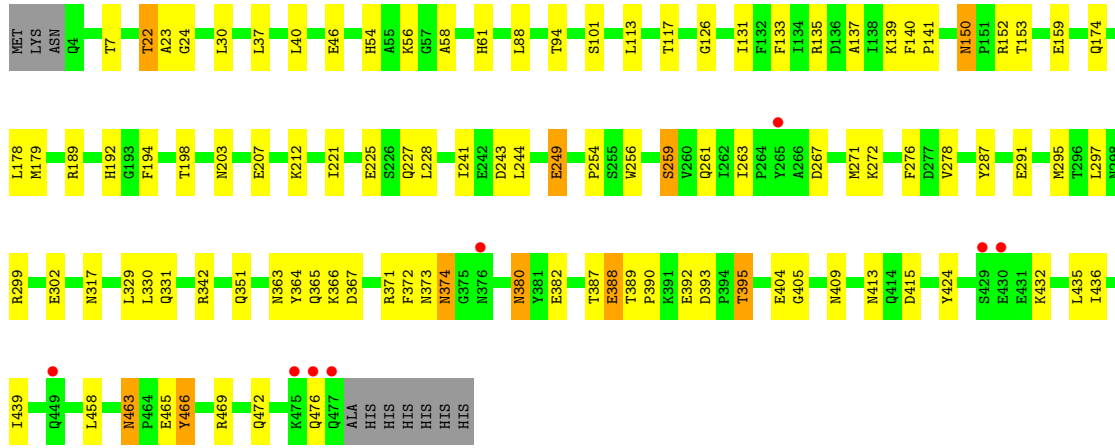 MET LYS ASN Q4 T7 T22 A23 G24 L30 L37 L40 E46 H54 A55 K56 G57 A58 H61 L88 T94 S101 L113 T117 G126 I131 F132 F133 I134 R135 D136 A137 I138 K139 F140 P141 N150 P151 R152 T153 E159 Q174
L178 M179 R189 H192 G193 F194 T198 N203 E207 K212 I221 E225 S226 Q227 L228 I241 E242 D243 L244 E249 P254 S255 W256 S259 V260 Q261 I262 I263 P264 Y265 A266 D267 M271 K272 F276 D277 V278 Y287 E291 M295 T296 L297 N298
R299 E302 N317 L329 L330 Q331 R342 Q351 N363 Y364 Q365 K366 D367 R371 F372 N373 N374 G375 N376 N380 Y381 E382 T387 E388 T389 P390 K391 E392 D393 P394 T395 E404 G405 N409 N413 Q414 D415 Y424 S429 E430 E431 K432 L435 I436
I439 Q449 L458 N463 P464 E465 Y466 R469 Q472 K475 Q476 Q477 ALA HIS HIS HIS HIS HIS HIS